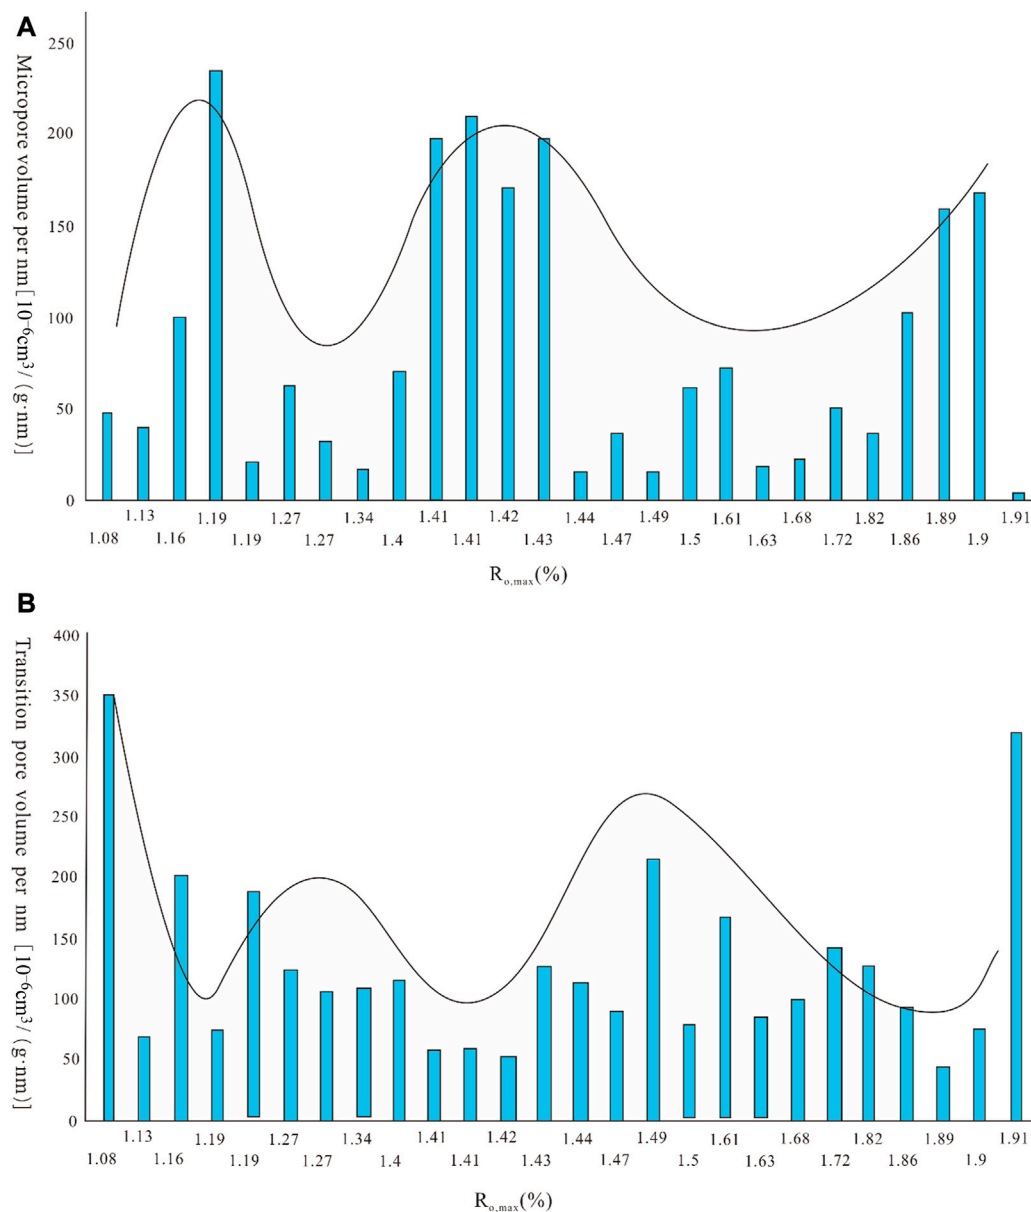 A
Micropore volume per nm[10⁻⁶cm³/(g·nm)]
250
200
150
100
50
0
1.13 1.19 1.27 1.34 1.41 1.42 1.44 1.49 1.61 1.68 1.82 1.89 1.91
1.08 1.16 1.19 1.27 1.4 1.41 1.43 1.47 1.5 1.63 1.72 1.86 1.9
Rₒ,ₘₐₓ(%)
B
Transition pore volume per nm [10⁻⁶cm³/(g·nm)]
400
350
300
250
200
150
100
50
0
1.13 1.19 1.27 1.34 1.41 1.42 1.44 1.49 1.61 1.68 1.82 1.89 1.91
1.08 1.16 1.19 1.27 1.4 1.41 1.43 1.47 1.5 1.63 1.72 1.86 1.9
Rₒ,ₘₐₓ(%)